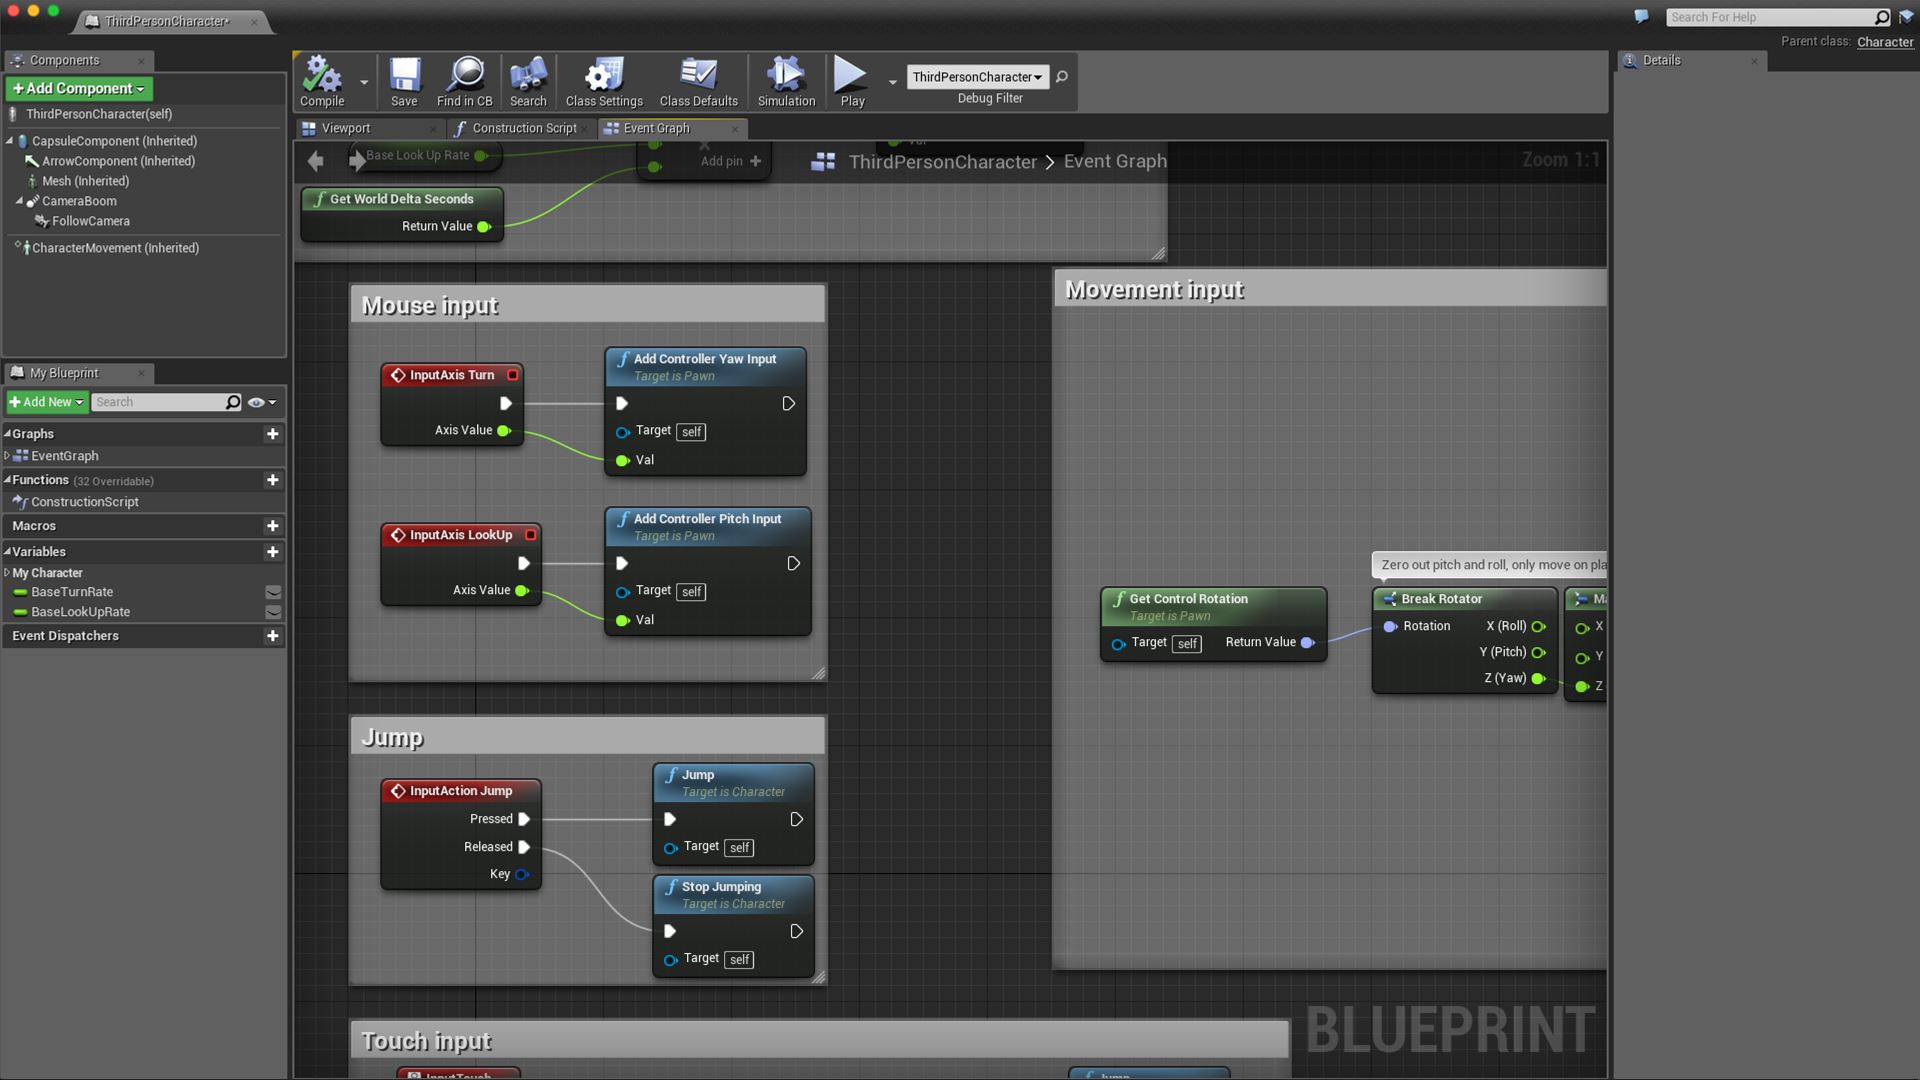 ThirdPersonCharacter*
Search For Help
Parent class: Character
Components
+Add Component
ThirdPersonCharacter(self)
CapsuleComponent (Inherited)
ArrowComponent (Inherited)
Mesh (Inherited)
CameraBoom
FollowCamera
CharacterMovement (Inherited)
My Blueprint
+Add New
Search
Graphs
EventGraph
Functions (32 Overridable)
ConstructionScript
Macros
Variables
My Character
BaseTurnRate
BaseLookUpRate
Event Dispatchers
Compile
Save
Find in CB
Search
Class Settings
Class Defaults
Simulation
Play
ThirdPersonCharacter
Debug Filter
Viewport
Construction Script
Event Graph
Base Look Up Rate
Add pin +
ThirdPersonCharacter > Event Graph
Zoom 1:1
Get World Delta Seconds
Return Value
Mouse input
InputAxis Turn
Axis Value
Add Controller Yaw Input
Target is Pawn
Target self
Val
InputAxis LookUp
Axis Value
Add Controller Pitch Input
Target is Pawn
Target self
Val
Jump
InputAction Jump
Pressed
Released
Key
Jump
Target is Character
Target self
Stop Jumping
Target is Character
Target self
Touch input
Movement input
Get Control Rotation
Target is Pawn
Target self Return Value
Zero out pitch and roll, only move on
Break Rotator
Rotation X (Roll)
Y (Pitch)
Z (Yaw)
X
Y
Z
BLUEPRINT
Details